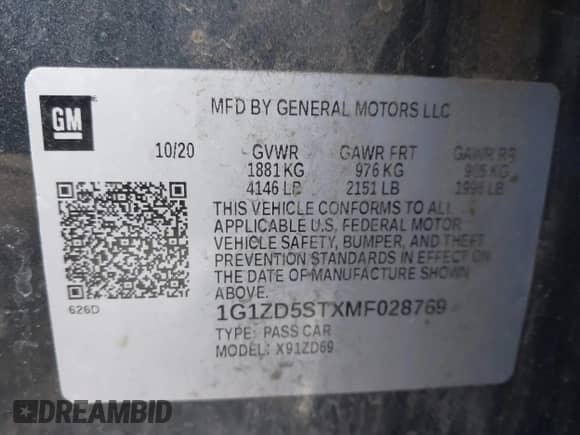 GM
MFD BY GENERAL MOTORS LLC
10/20 GVWR GAWR FRT GAWR RR
1881 KG 976 KG 905 KG
4146 LB 2151 LB 1996 LB
THIS VEHICLE CONFORMS TO ALL
APPLICABLE U.S. FEDERAL MOTOR
VEHICLE SAFETY, BUMPER, AND THEFT
PREVENTION STANDARDS IN EFFECT ON
THE DATE OF MANUFACTURE SHOWN
ABOVE.
626D
1G1ZD5STXMF028769
TYPE: PASS CAR
MODEL: X91ZD69
DREAMBID